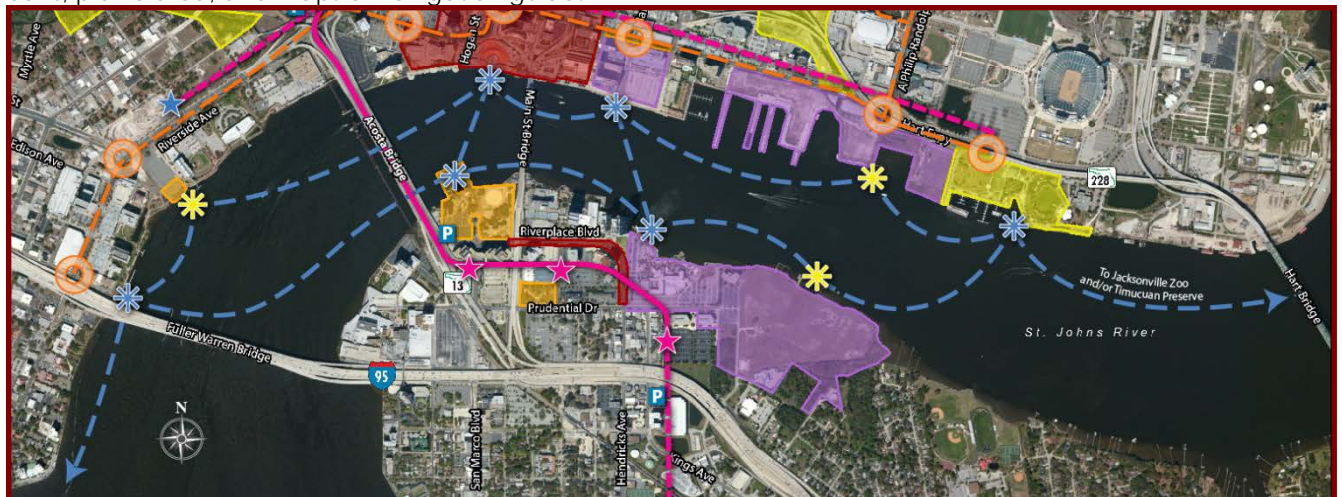 Myrtle Ave
Hogan St
A Philip Randolp
Riverside Ave
Edison Ave
Acosta Bridge
Main St Bridge
Hart Expy
228
P
Riverplace Blvd
13
Prudential Dr
To Jacksonville Zoo
and/or Timucuan Preserve
Hart Bridge
St. Johns River
Fuller Warren Bridge
95
P
N
San Marco Blvd
Hendricks Ave
Kings Ave